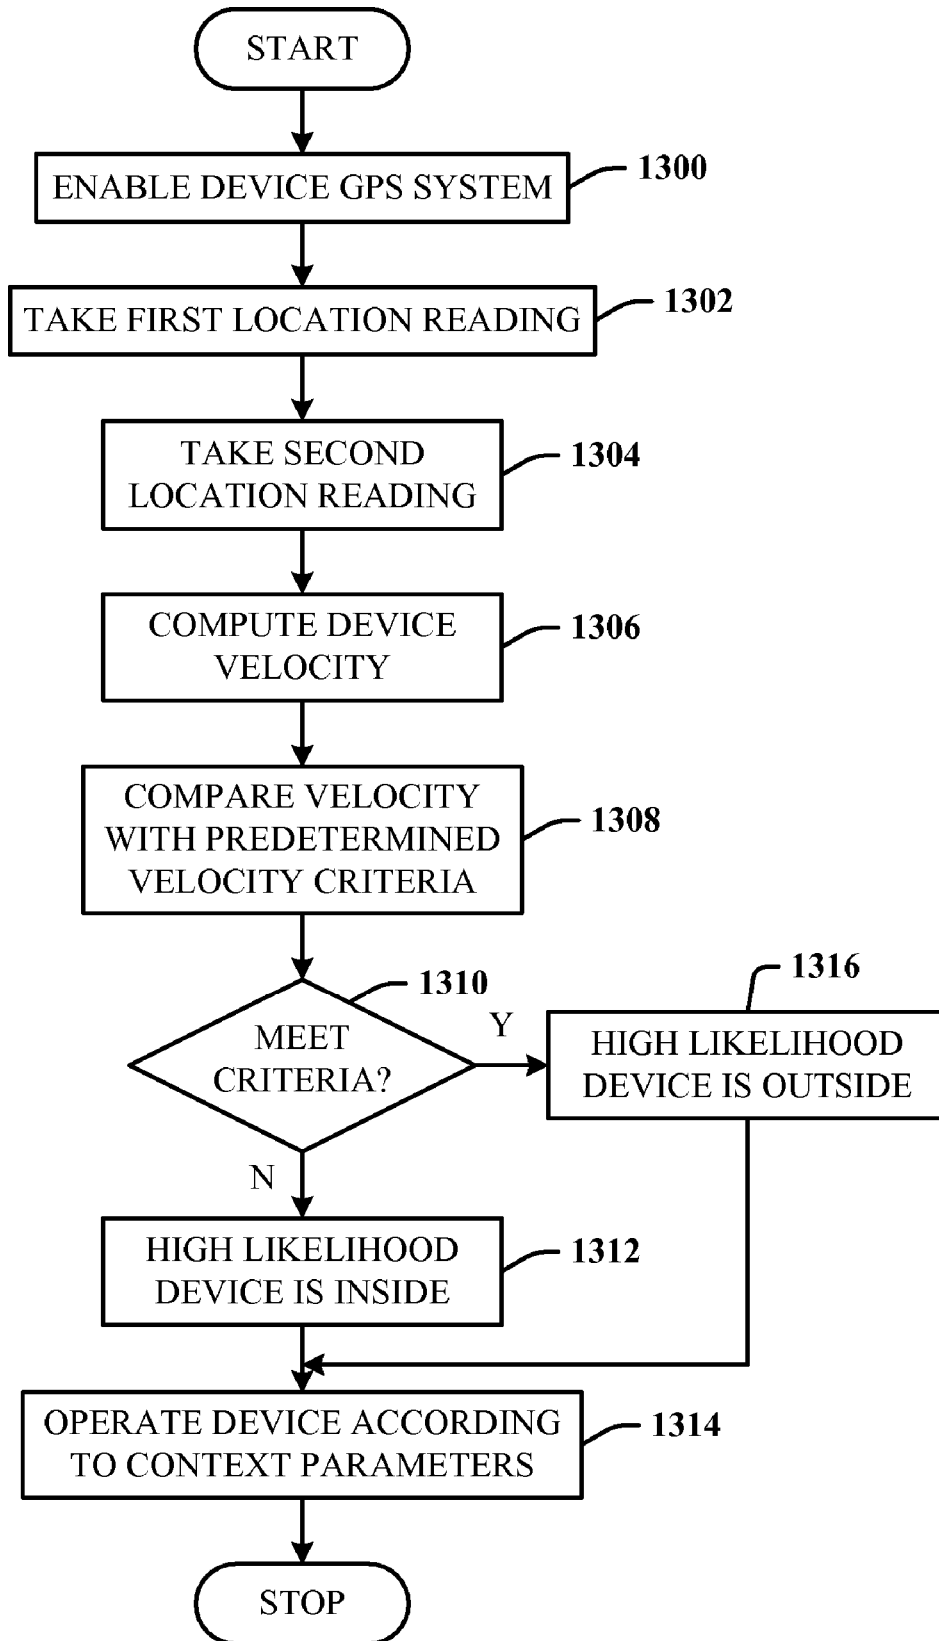 START
ENABLE DEVICE GPS SYSTEM
1300
TAKE FIRST LOCATION READING
1302
TAKE SECOND
LOCATION READING
1304
COMPUTE DEVICE
VELOCITY
1306
COMPARE VELOCITY
WITH PREDETERMINED
VELOCITY CRITERIA
1308
MEET
CRITERIA?
1310
Y
1316
HIGH LIKELIHOOD
DEVICE IS OUTSIDE
N
HIGH LIKELIHOOD
DEVICE IS INSIDE
1312
OPERATE DEVICE ACCORDING
TO CONTEXT PARAMETERS
1314
STOP